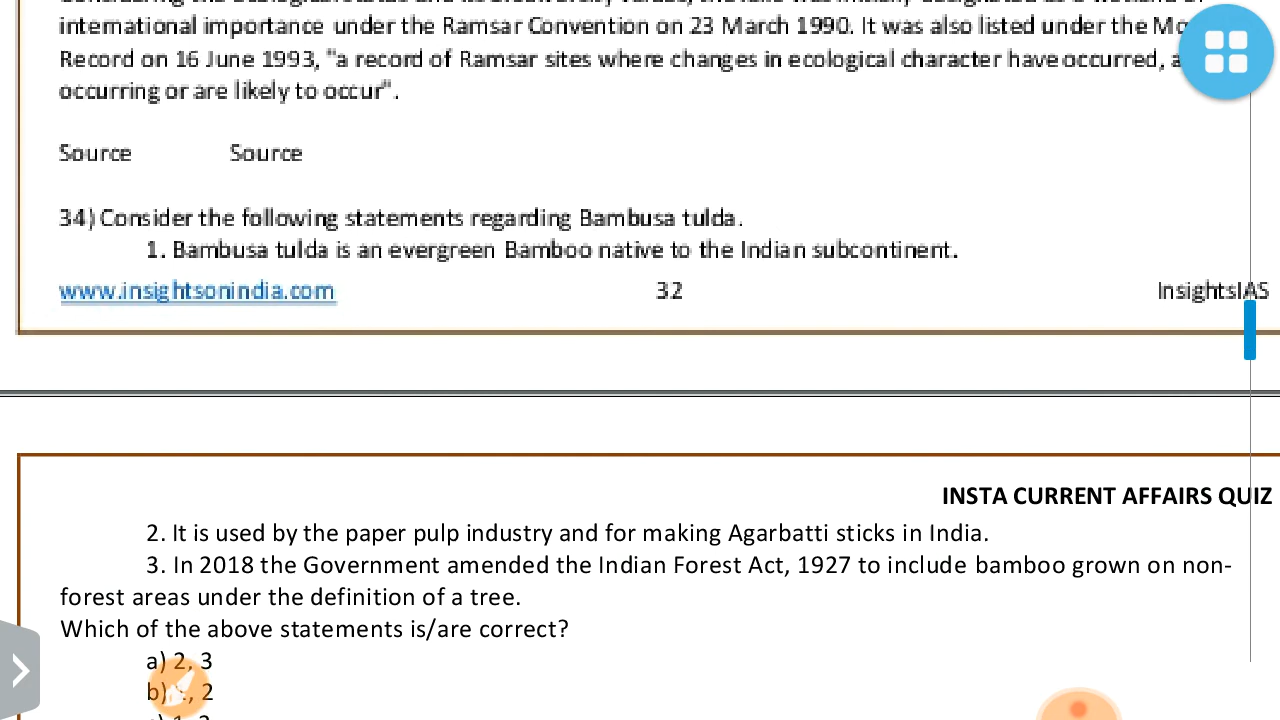 international importance under the Ramsar Convention on 23 March 1990. It was also listed under the
Record on 16 June 1993, "a record of Ramsar sites where changes in ecological character have occurred,
occurring or are likely to occur".
Source Source
34) Consider the following statements regarding Bambusa tulda.
1. Bambusa tulda is an evergreen Bamboo native to the Indian subcontinent.
www.insightsonindia.com 32 InsightsIAS
INSTA CURRENT AFFAIRS QUIZ
2. It is used by the paper pulp industry and for making Agarbatti sticks in India.
3. In 2018 the Government amended the Indian Forest Act, 1927 to include bamboo grown on non-
forest areas under the definition of a tree.
Which of the above statements is/are correct?
a) 2, 3
b) , 2